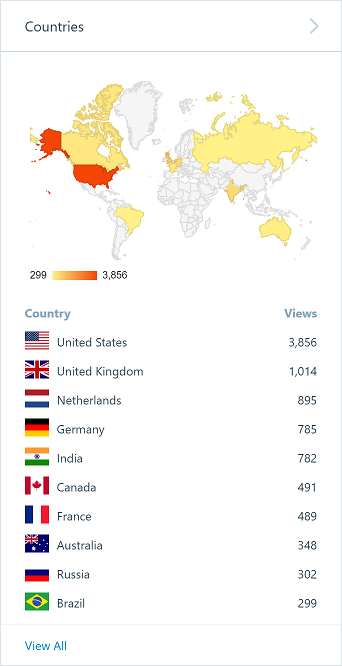 Countries
299 3,856
Country Views
United States 3,856
United Kingdom 1,014
Netherlands 895
Germany 785
India 782
Canada 491
France 489
Australia 348
Russia 302
Brazil 299
View All